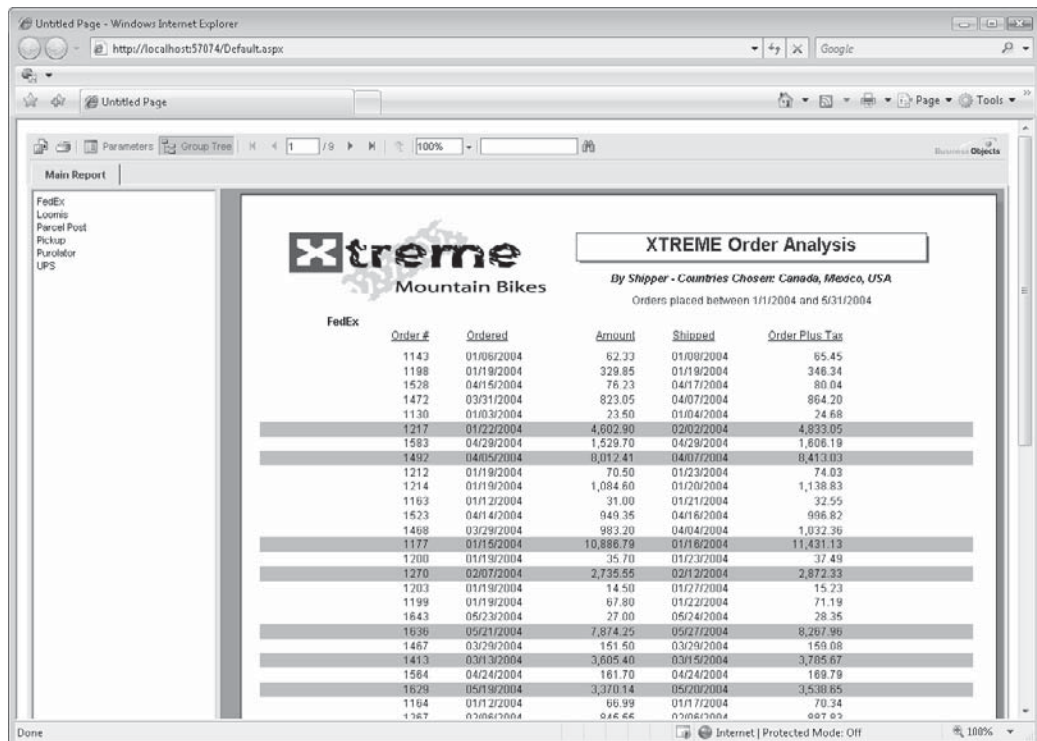 Untitled Page - Windows Internet Explorer
http://localhost:57074/Default.aspx
Google
Untitled Page
Page Tools
Parameters Group Tree 1 /9 100%
Business Objects
Main Report
FedEx
Loomis
Parcel Post
Pickup
Purolator
UPS
Xtreme
Mountain Bikes
XTREME Order Analysis
By Shipper - Countries Chosen: Canada, Mexico, USA
Orders placed between 1/1/2004 and 5/31/2004
FedEx
Order # Ordered Amount Shipped Order Plus Tax
1143 01/06/2004 62.33 01/08/2004 65.45
1198 01/19/2004 329.85 01/19/2004 346.34
1528 04/15/2004 76.23 04/17/2004 80.04
1472 03/31/2004 823.05 04/07/2004 864.20
1130 01/03/2004 23.50 01/04/2004 24.68
1217 01/22/2004 4,602.90 02/02/2004 4,833.05
1583 04/29/2004 1,529.70 04/29/2004 1,606.19
1492 04/05/2004 8,012.41 04/07/2004 8,413.03
1212 01/19/2004 70.50 01/23/2004 74.03
1214 01/19/2004 1,084.60 01/20/2004 1,138.83
1163 01/12/2004 31.00 01/21/2004 32.55
1523 04/14/2004 949.35 04/16/2004 996.82
1468 03/29/2004 983.20 04/04/2004 1,032.36
1177 01/15/2004 10,886.79 01/16/2004 11,431.13
1200 01/19/2004 35.70 01/23/2004 37.49
1270 02/07/2004 2,735.55 02/12/2004 2,872.33
1203 01/19/2004 14.50 01/27/2004 15.23
1199 01/19/2004 67.80 01/22/2004 71.19
1643 05/23/2004 27.00 05/24/2004 28.35
1636 05/21/2004 7,874.25 05/27/2004 8,267.96
1467 03/29/2004 151.50 03/29/2004 159.08
1413 03/13/2004 3,605.40 03/15/2004 3,785.67
1564 04/24/2004 161.70 04/24/2004 169.79
1629 05/19/2004 3,370.14 05/20/2004 3,538.65
1164 01/12/2004 66.99 01/17/2004 70.34
1267 02/06/2004 02/06/2004
Done Internet | Protected Mode: Off 100%